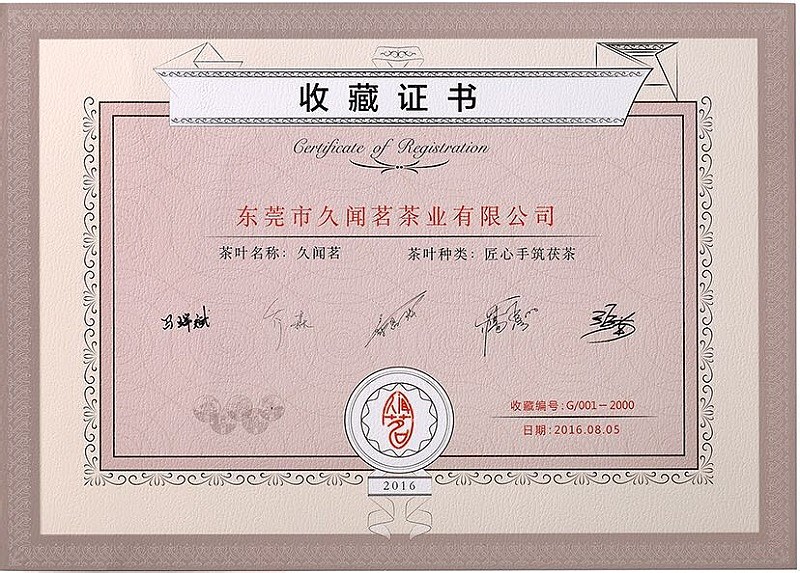 收藏证书
Certificate of Registration
东莞市久闻茗茶业有限公司
茶叶名称：久闻茗 茶叶种类：匠心手筑茯茶
收藏编号:G/001－2000
日期:2016.08.05
2016